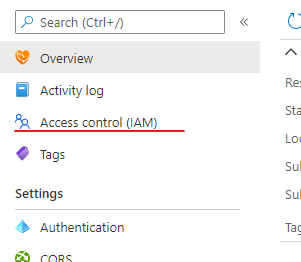 Search (Ctrl+/)
«
Overview
Activity log
Access control (IAM)
Tags
Settings
Authentication
CORS
Res
Sta
Loc
Sul
Sul
Tag